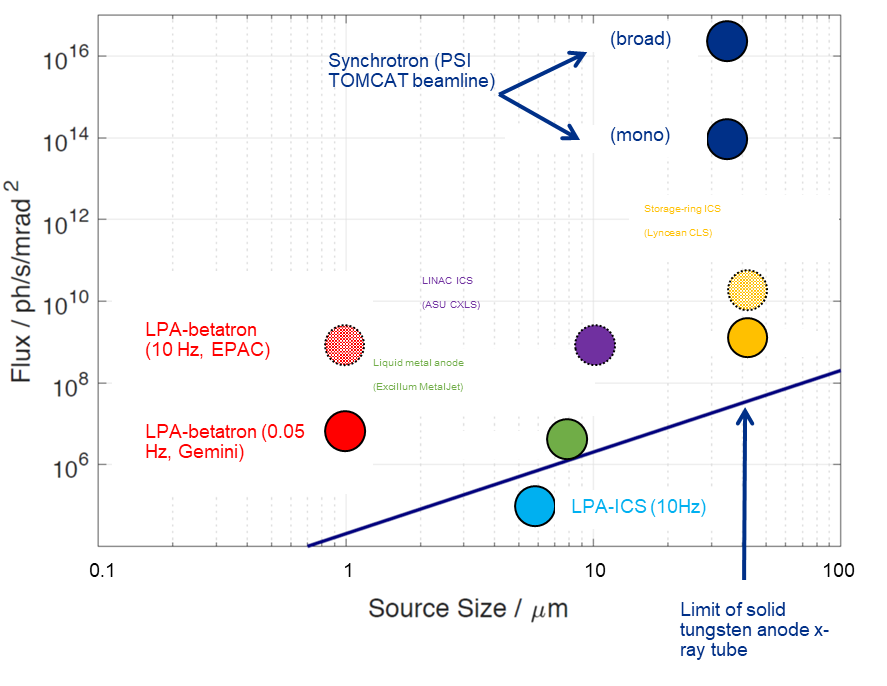 10^16
10^14
10^12
10^10
10^8
10^6
Flux / ph/s/mrad^2
Synchrotron (PSI
TOMCAT beamline)
(broad)
(mono)
Storage-ring ICS
(Lyncean CLS)
LINAC ICS
(ASU CXLS)
LPA-betatron
(10 Hz, EPAC)
Liquid metal anode
(Excillum MetalJet)
LPA-betatron (0.05
Hz, Gemini)
LPA-ICS (10Hz)
0.1
1
10
100
Source Size / μm
Limit of solid
tungsten anode x-
ray tube